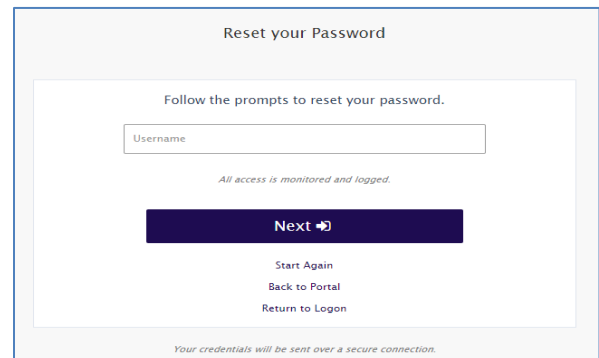 Reset your Password
Follow the prompts to reset your password.
Username
All access is monitored and logged.
Next
Start Again
Back to Portal
Return to Logon
Your credentials will be sent over a secure connection.